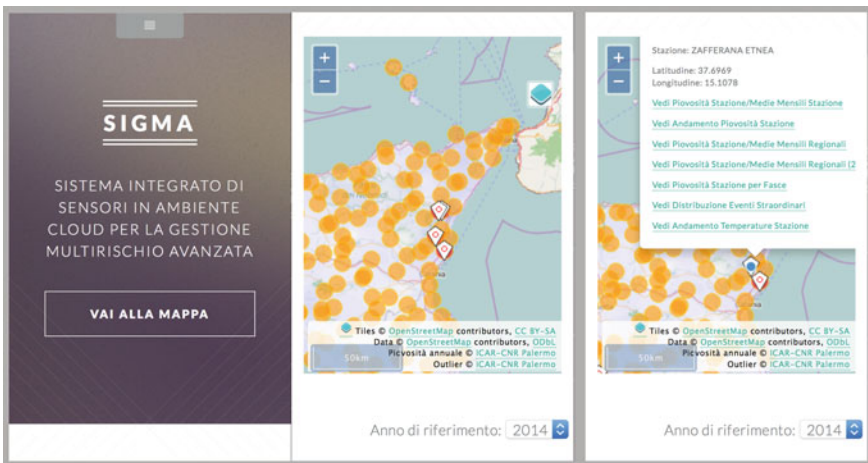 SIGMA
SISTEMA INTEGRATO DI
SENSORI IN AMBIENTE
CLOUD PER LA GESTIONE
MULTIRISCHIO AVANZATA
VAI ALLA MAPPA
+
−
Tiles © OpenStreetMap contributors, CC BY-SA
Data © OpenStreetMap contributors, ODbL
Piovosità annuale © ICAR-CNR Palermo
Outlier © ICAR-CNR Palermo
50km
Anno di riferimento: 2014
+
−
Stazione: ZAFFERANA ETNEA
Latitudine: 37.6969
Longitudine: 15.1078
Vedi Piovosità Stazione/Medie Mensili Stazione
Vedi Andamento Piovosità Stazione
Vedi Piovosità Stazione/Medie Mensili Regionali
Vedi Piovosità Stazione/Medie Mensili Regionali (2
Vedi Piovosità Stazione per Fasce
Vedi Distribuzione Eventi Straordinari
Vedi Andamento Temperature Stazione
Tiles © OpenStreetMap contributors, CC BY-SA
Data © OpenStreetMap contributors, ODbL
Piovosità annuale © ICAR-CNR Palermo
Outlier © ICAR-CNR Palermo
50km
Anno di riferimento: 2014